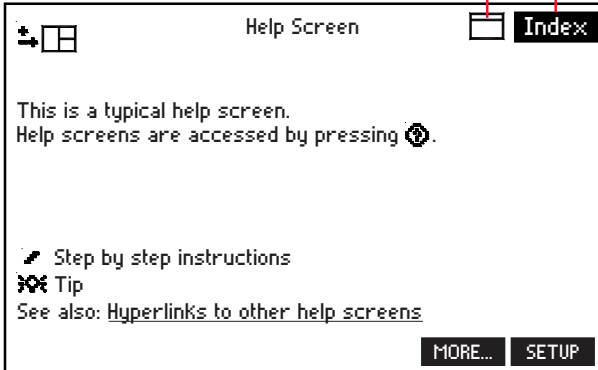 Help Screen
Index
This is a typical help screen.
Help screens are accessed by pressing ?.
Step by step instructions
Tip
See also: Hyperlinks to other help screens
MORE... SETUP